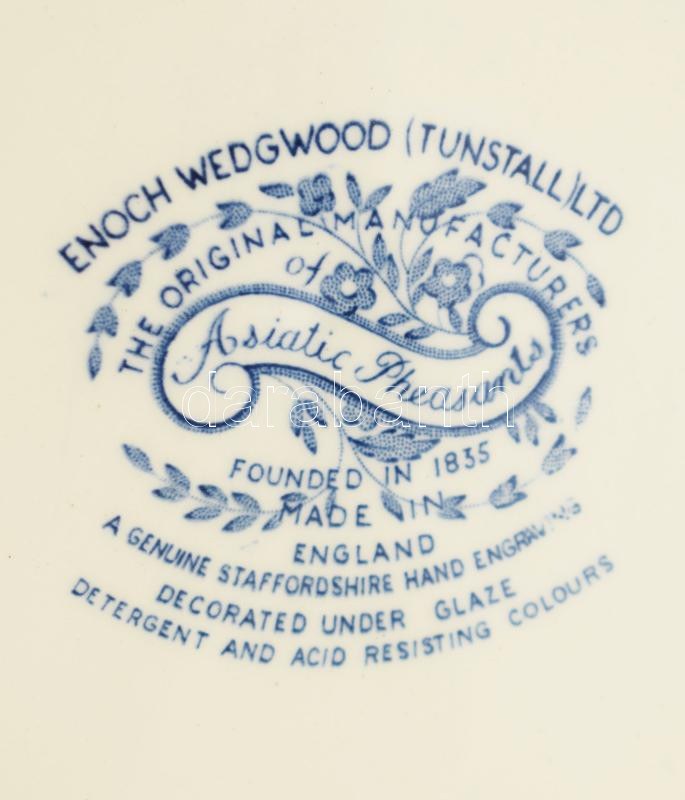 ENOCH WEDGWOOD (TUNSTALL) LTD
THE ORIGINAL MANUFACTURERS
of
Asiatic Pheasants
darabanth
FOUNDED IN 1835
MADE IN
ENGLAND
A GENUINE STAFFORDSHIRE HAND ENGRAVING
DECORATED UNDER GLAZE
DETERGENT AND ACID RESISTING COLOURS